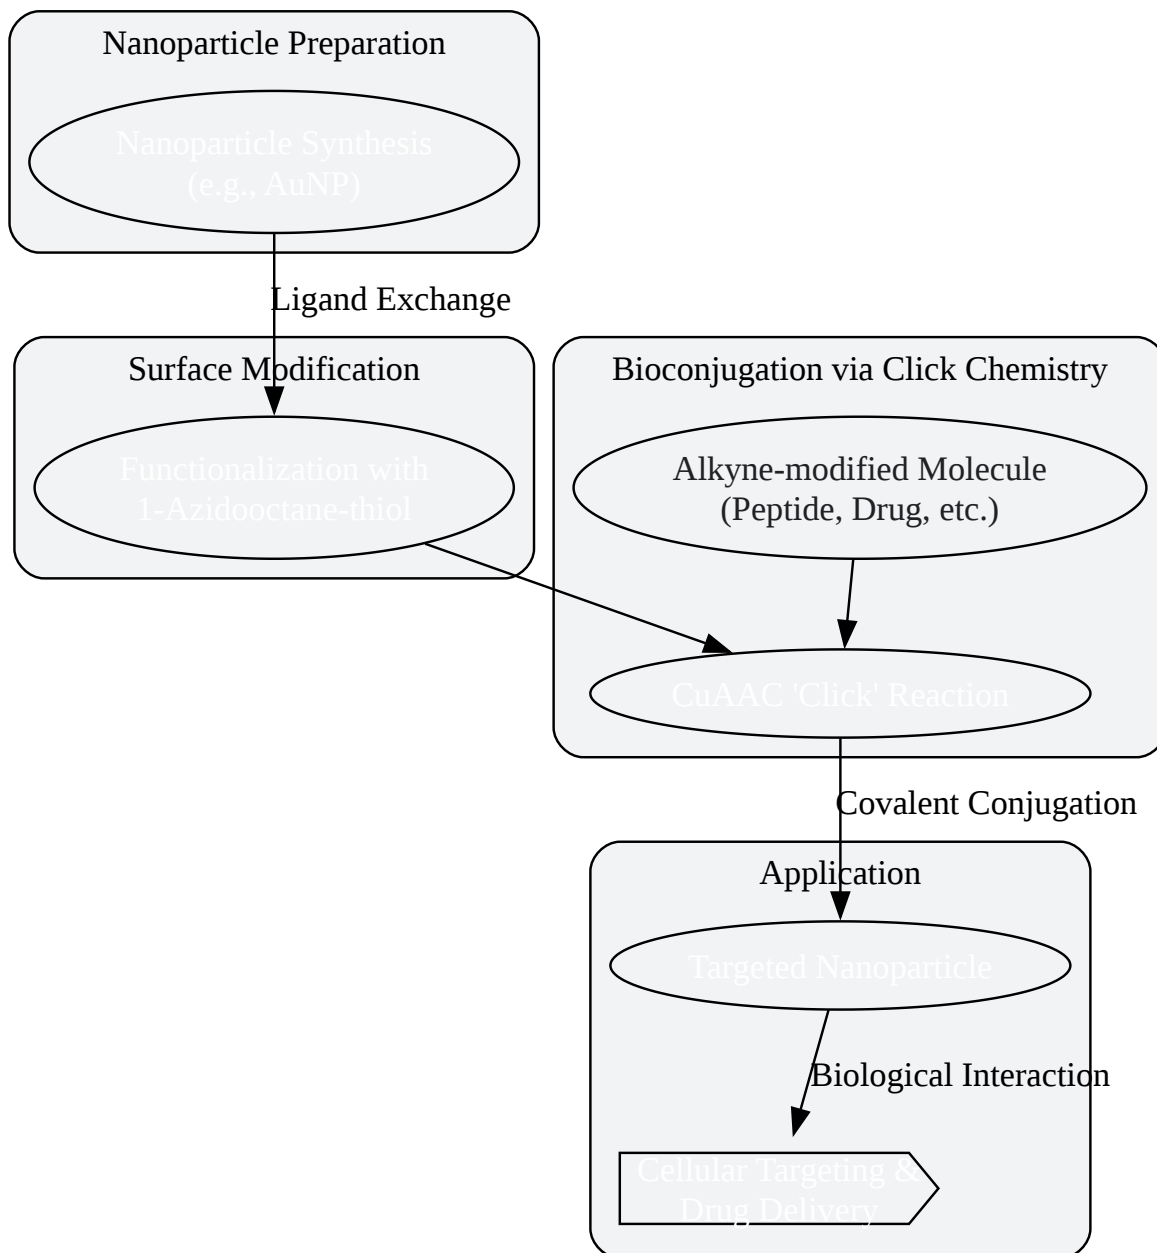 Nanoparticle Preparation
Nanoparticle Synthesis
(e.g., AuNP)
Ligand Exchange
Surface Modification
Functionalization with
1-Azidooctane-thiol
Bioconjugation via Click Chemistry
Alkyne-modified Molecule
(Peptide, Drug, etc.)
CuAAC 'Click' Reaction
Covalent Conjugation
Application
Targeted Nanoparticle
Biological Interaction
Cellular Targeting &
Drug Delivery